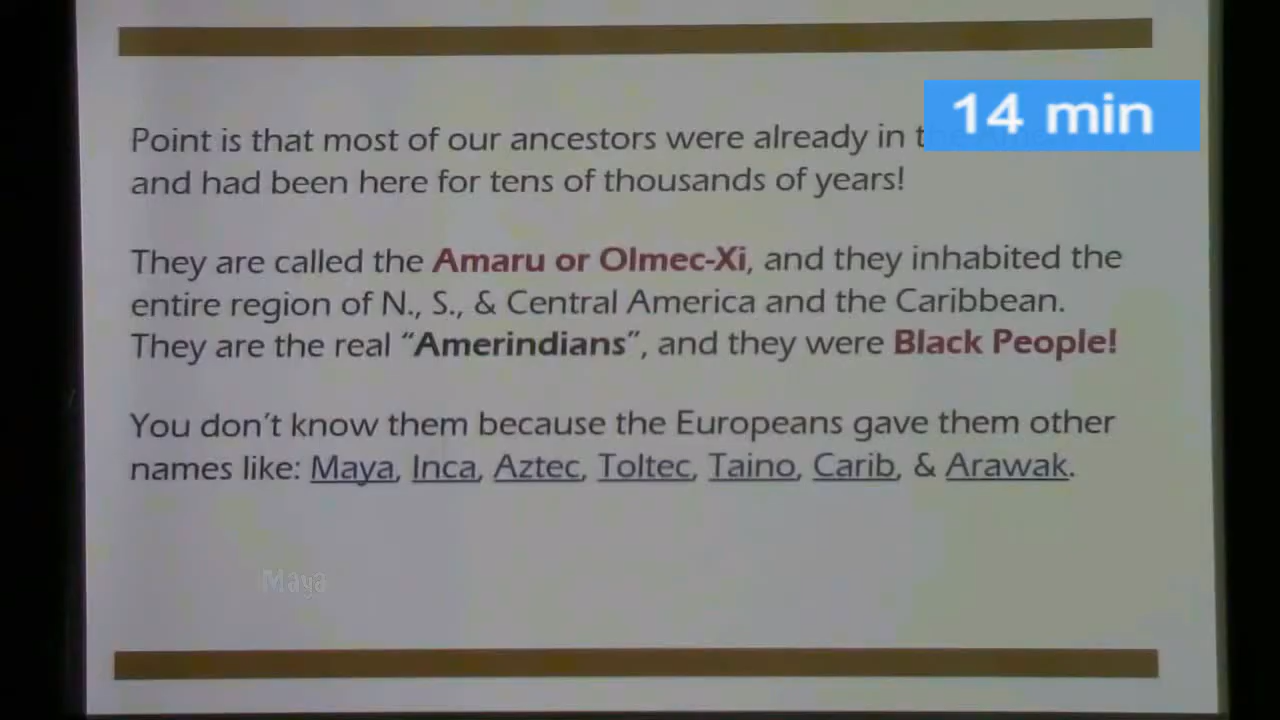 14 min
Point is that most of our ancestors were already in
and had been here for tens of thousands of years!
They are called the Amaru or Olmec-Xi, and they inhabited the
entire region of N., S., & Central America and the Caribbean.
They are the real “Amerindians”, and they were Black People!
You don’t know them because the Europeans gave them other
names like: Maya, Inca, Aztec, Toltec, Taino, Carib, & Arawak.
Maya